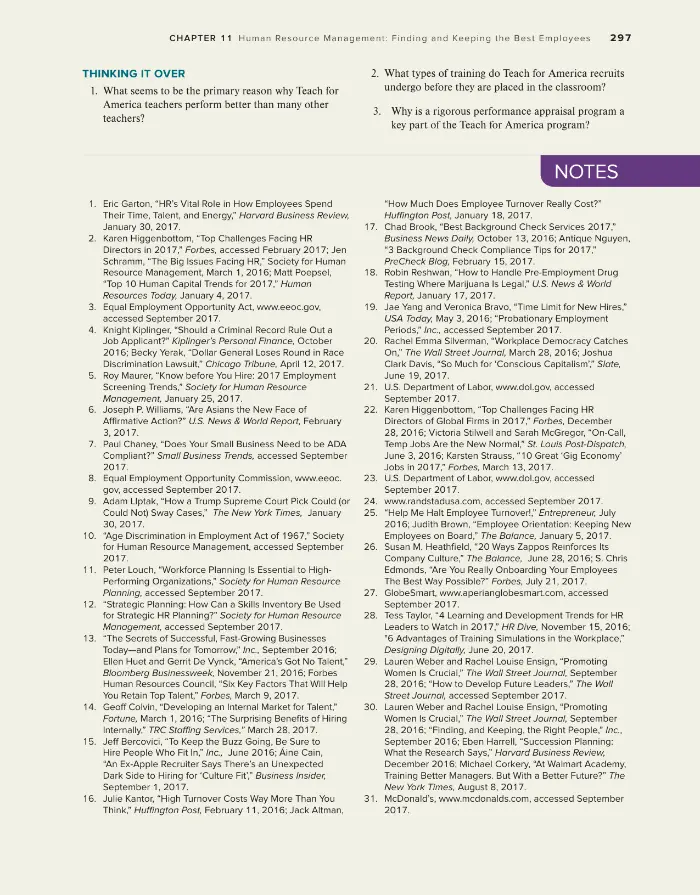 CHAPTER 11 Human Resource Management: Finding and Keeping the Best Employees 297
THINKING IT OVER
1. What seems to be the primary reason why Teach for
America teachers perform better than many other
teachers?
2. What types of training do Teach for America recruits
undergo before they are placed in the classroom?
3. Why is a rigorous performance appraisal program a
key part of the Teach for America program?
NOTES
1. Eric Garton, “HR’s Vital Role in How Employees Spend
Their Time, Talent, and Energy,” Harvard Business Review,
January 30, 2017.
2. Karen Higgenbottom, “Top Challenges Facing HR
Directors in 2017,” Forbes, accessed February 2017; Jen
Schramm, “The Big Issues Facing HR,” Society for Human
Resource Management, March 1, 2016; Matt Poepsel,
“Top 10 Human Capital Trends for 2017,” Human
Resources Today, January 4, 2017.
3. Equal Employment Opportunity Act, www.eeoc.gov,
accessed September 2017.
4. Knight Kiplinger, “Should a Criminal Record Rule Out a
Job Applicant?” Kiplinger’s Personal Finance, October
2016; Becky Yerak, “Dollar General Loses Round in Race
Discrimination Lawsuit,” Chicago Tribune, April 12, 2017.
5. Roy Maurer, “Know before You Hire: 2017 Employment
Screening Trends,” Society for Human Resource
Management, January 25, 2017.
6. Joseph P. Williams, “Are Asians the New Face of
Affirmative Action?” U.S. News & World Report, February
3, 2017.
7. Paul Chaney, “Does Your Small Business Need to be ADA
Compliant?” Small Business Trends, accessed September
2017.
8. Equal Employment Opportunity Commission, www.eeoc.
gov, accessed September 2017.
9. Adam Liptak, “How a Trump Supreme Court Pick Could (or
Could Not) Sway Cases,” The New York Times, January
30, 2017.
10. “Age Discrimination in Employment Act of 1967,” Society
for Human Resource Management, accessed September
2017.
11. Peter Louch, “Workforce Planning Is Essential to High-
Performing Organizations,” Society for Human Resource
Planning, accessed September 2017.
12. “Strategic Planning: How Can a Skills Inventory Be Used
for Strategic HR Planning?” Society for Human Resource
Management, accessed September 2017.
13. “The Secrets of Successful, Fast-Growing Businesses
Today—and Plans for Tomorrow,” Inc., September 2016;
Ellen Huet and Gerrit De Vynck, “America’s Got No Talent,”
Bloomberg Businessweek, November 21, 2016; Forbes
Human Resources Council, “Six Key Factors That Will Help
You Retain Top Talent,” Forbes, March 9, 2017.
14. Geoff Colvin, “Developing an Internal Market for Talent,”
Fortune, March 1, 2016; “The Surprising Benefits of Hiring
Internally,” TRC Staffing Services,” March 28, 2017.
15. Jeff Bercovici, “To Keep the Buzz Going, Be Sure to
Hire People Who Fit In,” Inc., June 2016; Áine Cain,
“An Ex-Apple Recruiter Says There’s an Unexpected
Dark Side to Hiring for ‘Culture Fit’,” Business Insider,
September 1, 2017.
16. Julie Kantor, “High Turnover Costs Way More Than You
Think,” Huffington Post, February 11, 2016; Jack Altman,
“How Much Does Employee Turnover Really Cost?”
Huffington Post, January 18, 2017.
17. Chad Brook, “Best Background Check Services 2017,”
Business News Daily, October 13, 2016; Antique Nguyen,
“3 Background Check Compliance Tips for 2017,”
PreCheck Blog, February 15, 2017.
18. Robin Reshwan, “How to Handle Pre-Employment Drug
Testing Where Marijuana Is Legal,” U.S. News & World
Report, January 17, 2017.
19. Jae Yang and Veronica Bravo, “Time Limit for New Hires,”
USA Today, May 3, 2016; “Probationary Employment
Periods,” Inc., accessed September 2017.
20. Rachel Emma Silverman, “Workplace Democracy Catches
On,” The Wall Street Journal, March 28, 2016; Joshua
Clark Davis, “So Much for ‘Conscious Capitalism’,” Slate,
June 19, 2017.
21. U.S. Department of Labor, www.dol.gov, accessed
September 2017.
22. Karen Higgenbottom, “Top Challenges Facing HR
Directors of Global Firms in 2017,” Forbes, December
28, 2016; Victoria Stilwell and Sarah McGregor, “On-Call,
Temp Jobs Are the New Normal,” St. Louis Post-Dispatch,
June 3, 2016; Karsten Strauss, “10 Great ‘Gig Economy’
Jobs in 2017,” Forbes, March 13, 2017.
23. U.S. Department of Labor, www.dol.gov, accessed
September 2017.
24. www.randstadusa.com, accessed September 2017.
25. “Help Me Halt Employee Turnover!,” Entrepreneur, July
2016; Judith Brown, “Employee Orientation: Keeping New
Employees on Board,” The Balance, January 5, 2017.
26. Susan M. Heathfield, “20 Ways Zappos Reinforces Its
Company Culture,” The Balance, June 28, 2016; S. Chris
Edmonds, “Are You Really Onboarding Your Employees
The Best Way Possible?” Forbes, July 21, 2017.
27. GlobeSmart, www.aperianglobesmart.com, accessed
September 2017.
28. Tess Taylor, “4 Learning and Development Trends for HR
Leaders to Watch in 2017,” HR Dive, November 15, 2016;
“6 Advantages of Training Simulations in the Workplace,”
Designing Digitally, June 20, 2017.
29. Lauren Weber and Rachel Louise Ensign, “Promoting
Women Is Crucial,” The Wall Street Journal, September
28, 2016; “How to Develop Future Leaders,” The Wall
Street Journal, accessed September 2017.
30. Lauren Weber and Rachel Louise Ensign, “Promoting
Women Is Crucial,” The Wall Street Journal, September
28, 2016; “Finding, and Keeping, the Right People,” Inc.,
September 2016; Eben Harrell, “Succession Planning:
What the Research Says,” Harvard Business Review,
December 2016; Michael Corkery, “At Walmart Academy,
Training Better Managers. But With a Better Future?” The
New York Times, August 8, 2017.
31. McDonald’s, www.mcdonalds.com, accessed September
2017.